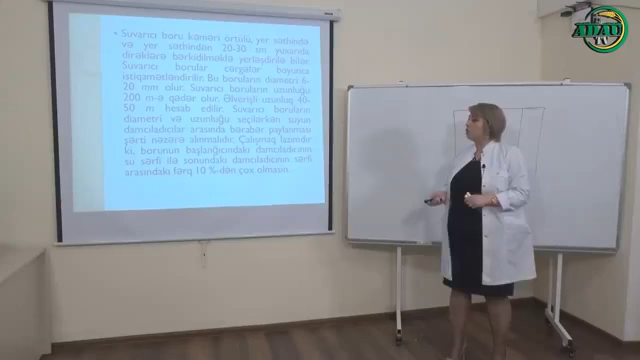 • Suvarıcı boru kəməri örtülü, yer səthində
və yer səthindən 20-30 sm yuxarıda
dirəklərə bərkidilməklə yerləşdirilə bilər.
Suvarıcı borular cərgələr boyunca
istiqamətləndirilir. Bu boruların diametri 6-
20 mm olur. Suvarıcı boruların uzunluğu
200 m-ə qədər olur. Əlverişli uzunluq 40-
50 m hesab edilir. Suvarıcı boruların
diametri və uzunluğu seçilərkən suyun
damcıladıcılar arasında bərabər paylanması
şərti nəzərə alınmalıdır. Çalışmaq lazımdır
ki, borunun başlanğıcındakı damcıladıcının
su sərfi ilə sonundakı damcıladıcının sərfi
arasındakı fərq 10 %-dən çox olmasın.
ADAU
TV